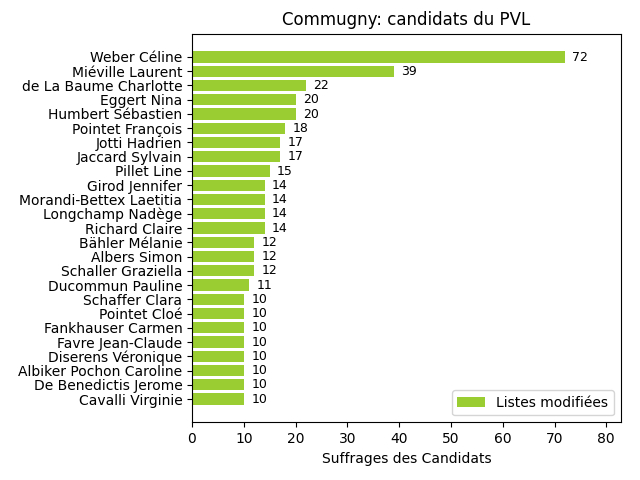 Commugny: candidats du PVL
Weber Céline 72
Miéville Laurent 39
de La Baume Charlotte 22
Eggert Nina 20
Humbert Sébastien 20
Pointet François 18
Jotti Hadrien 17
Jaccard Sylvain 17
Pillet Line 15
Girod Jennifer 14
Morandi-Bettex Laetitia 14
Longchamp Nadège 14
Richard Claire 14
Bähler Mélanie 12
Albers Simon 12
Schaller Graziella 12
Ducommun Pauline 11
Schaffer Clara 10
Pointet Cloé 10
Fankhauser Carmen 10
Favre Jean-Claude 10
Diserens Véronique 10
Albiker Pochon Caroline 10
De Benedictis Jerome 10
Cavalli Virginie 10
Listes modifiées
0 10 20 30 40 50 60 70 80
Suffrages des Candidats